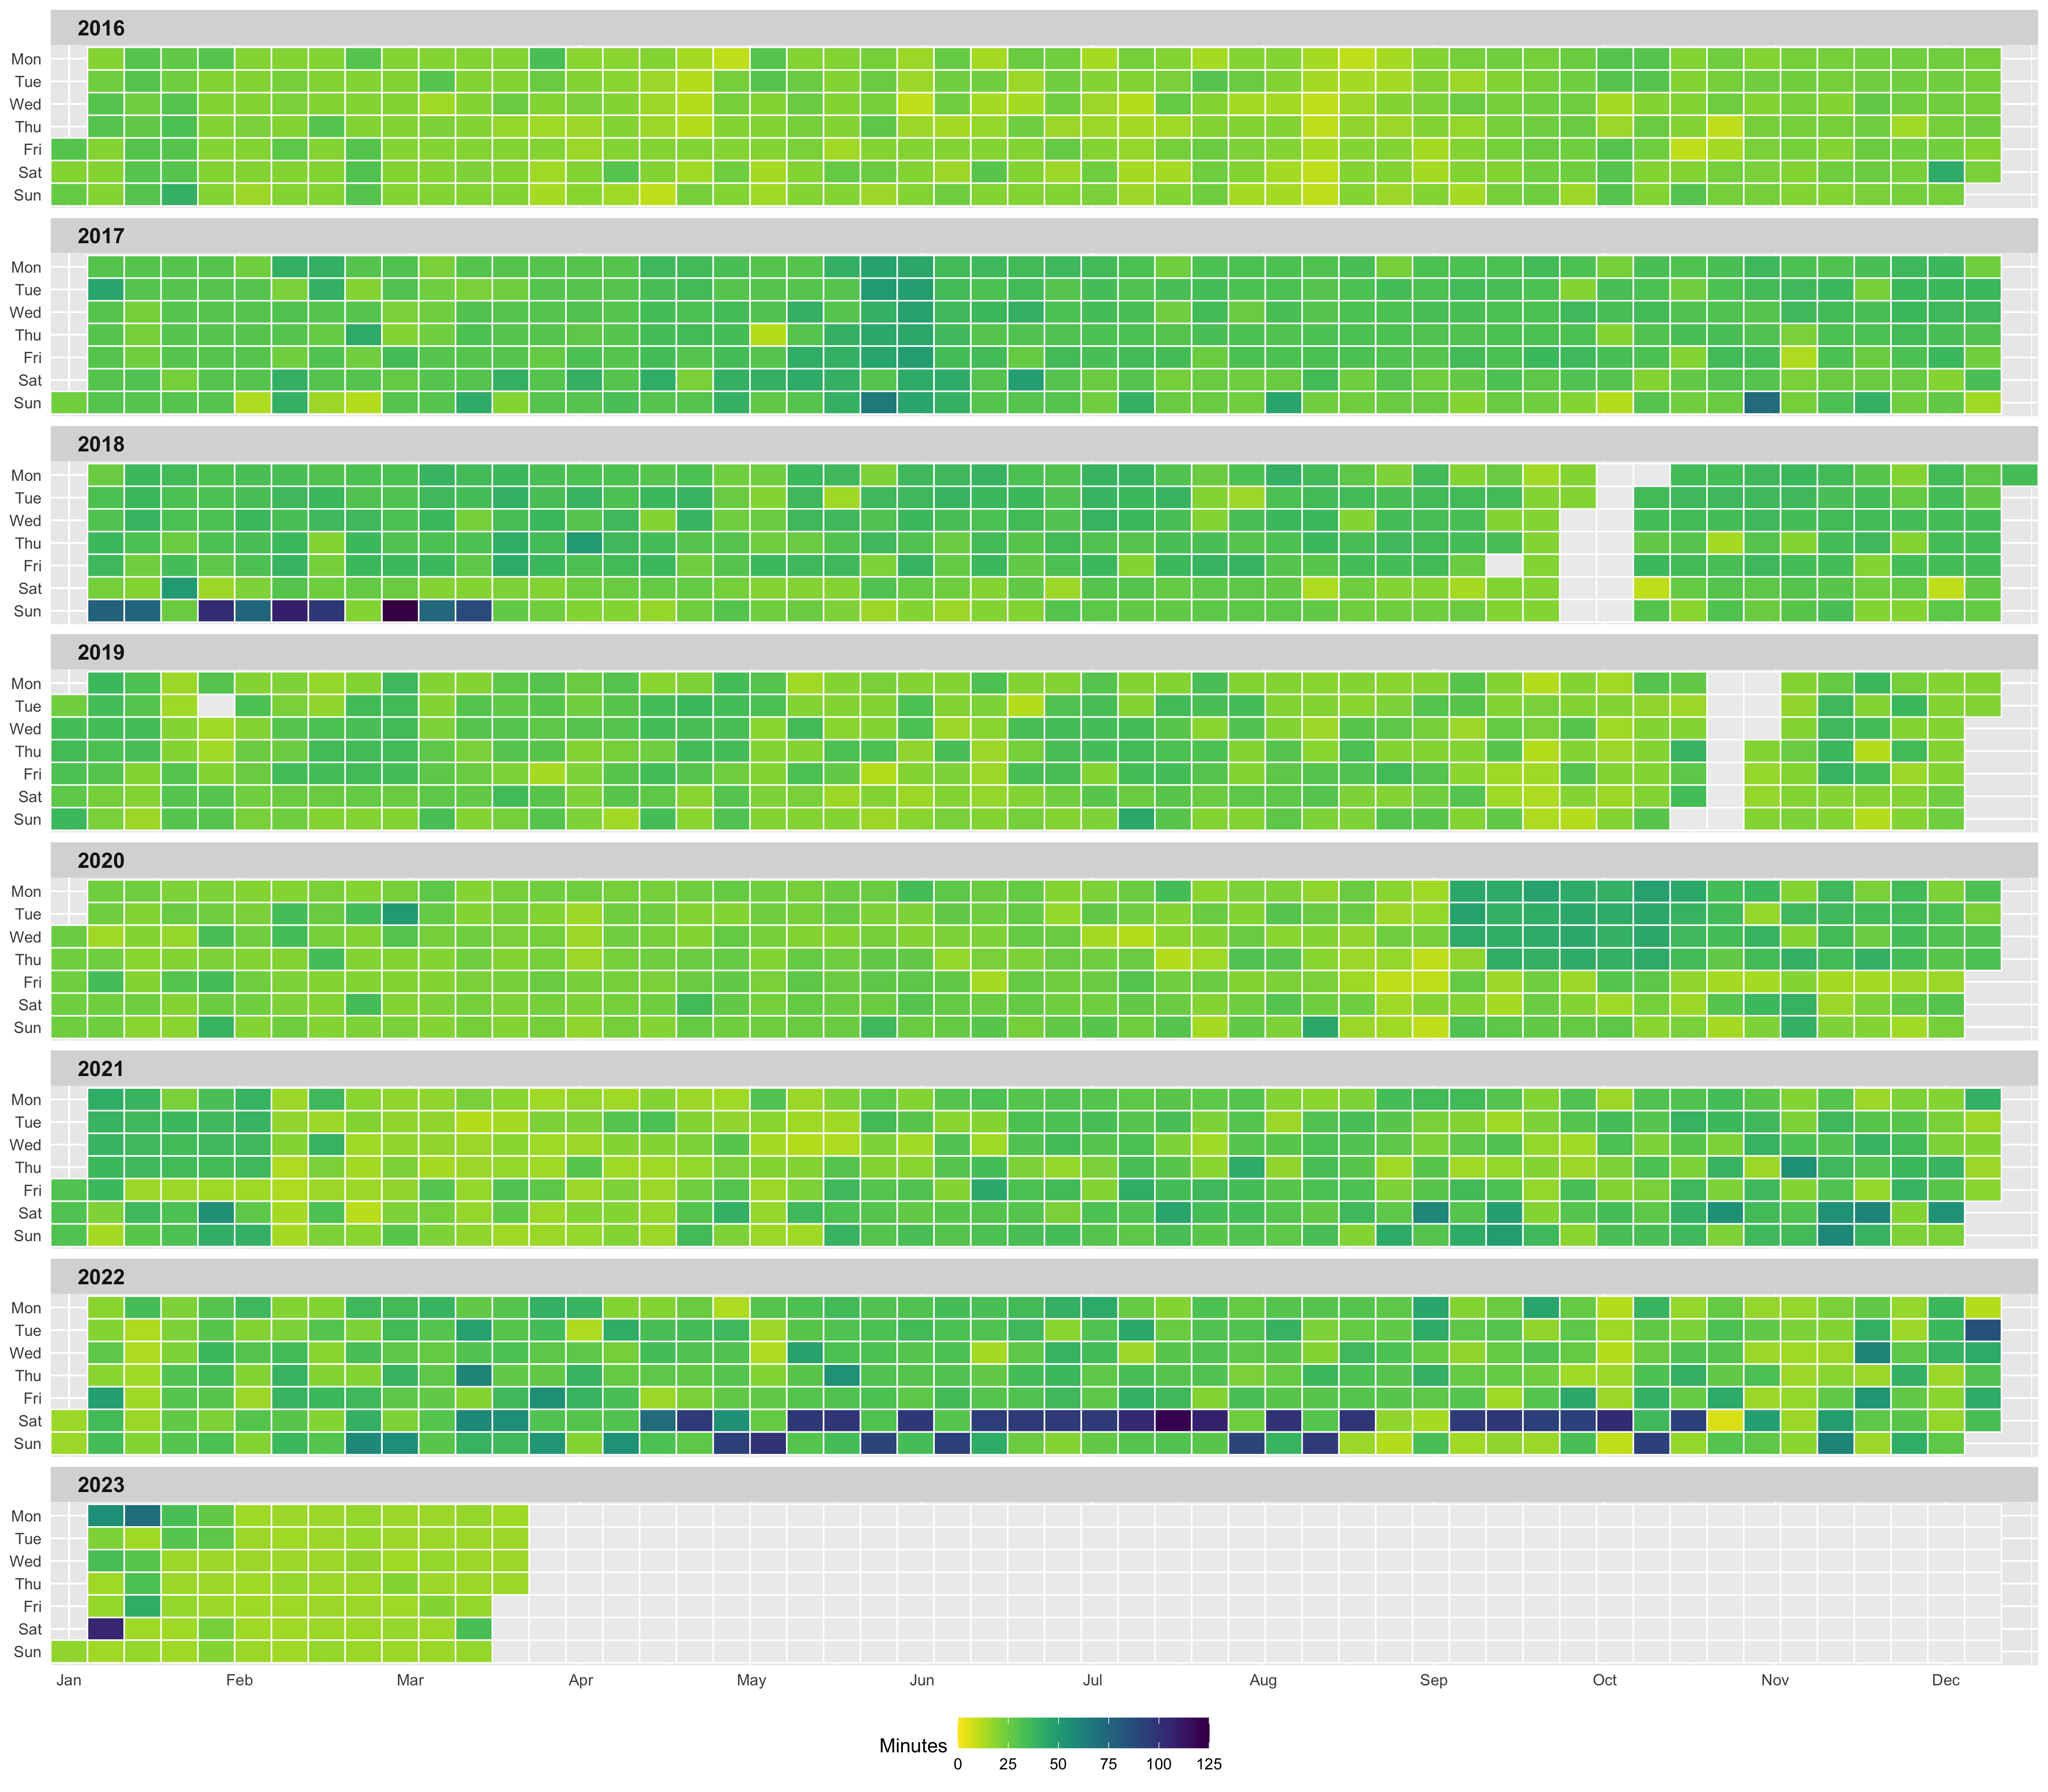 2016
Mon
Tue
Wed
Thu
Fri
Sat
Sun
2017
Mon
Tue
Wed
Thu
Fri
Sat
Sun
2018
Mon
Tue
Wed
Thu
Fri
Sat
Sun
2019
Mon
Tue
Wed
Thu
Fri
Sat
Sun
2020
Mon
Tue
Wed
Thu
Fri
Sat
Sun
2021
Mon
Tue
Wed
Thu
Fri
Sat
Sun
2022
Mon
Tue
Wed
Thu
Fri
Sat
Sun
2023
Mon
Tue
Wed
Thu
Fri
Sat
Sun
Jan Feb Mar Apr May Jun Jul Aug Sep Oct Nov Dec
Minutes
0 25 50 75 100 125